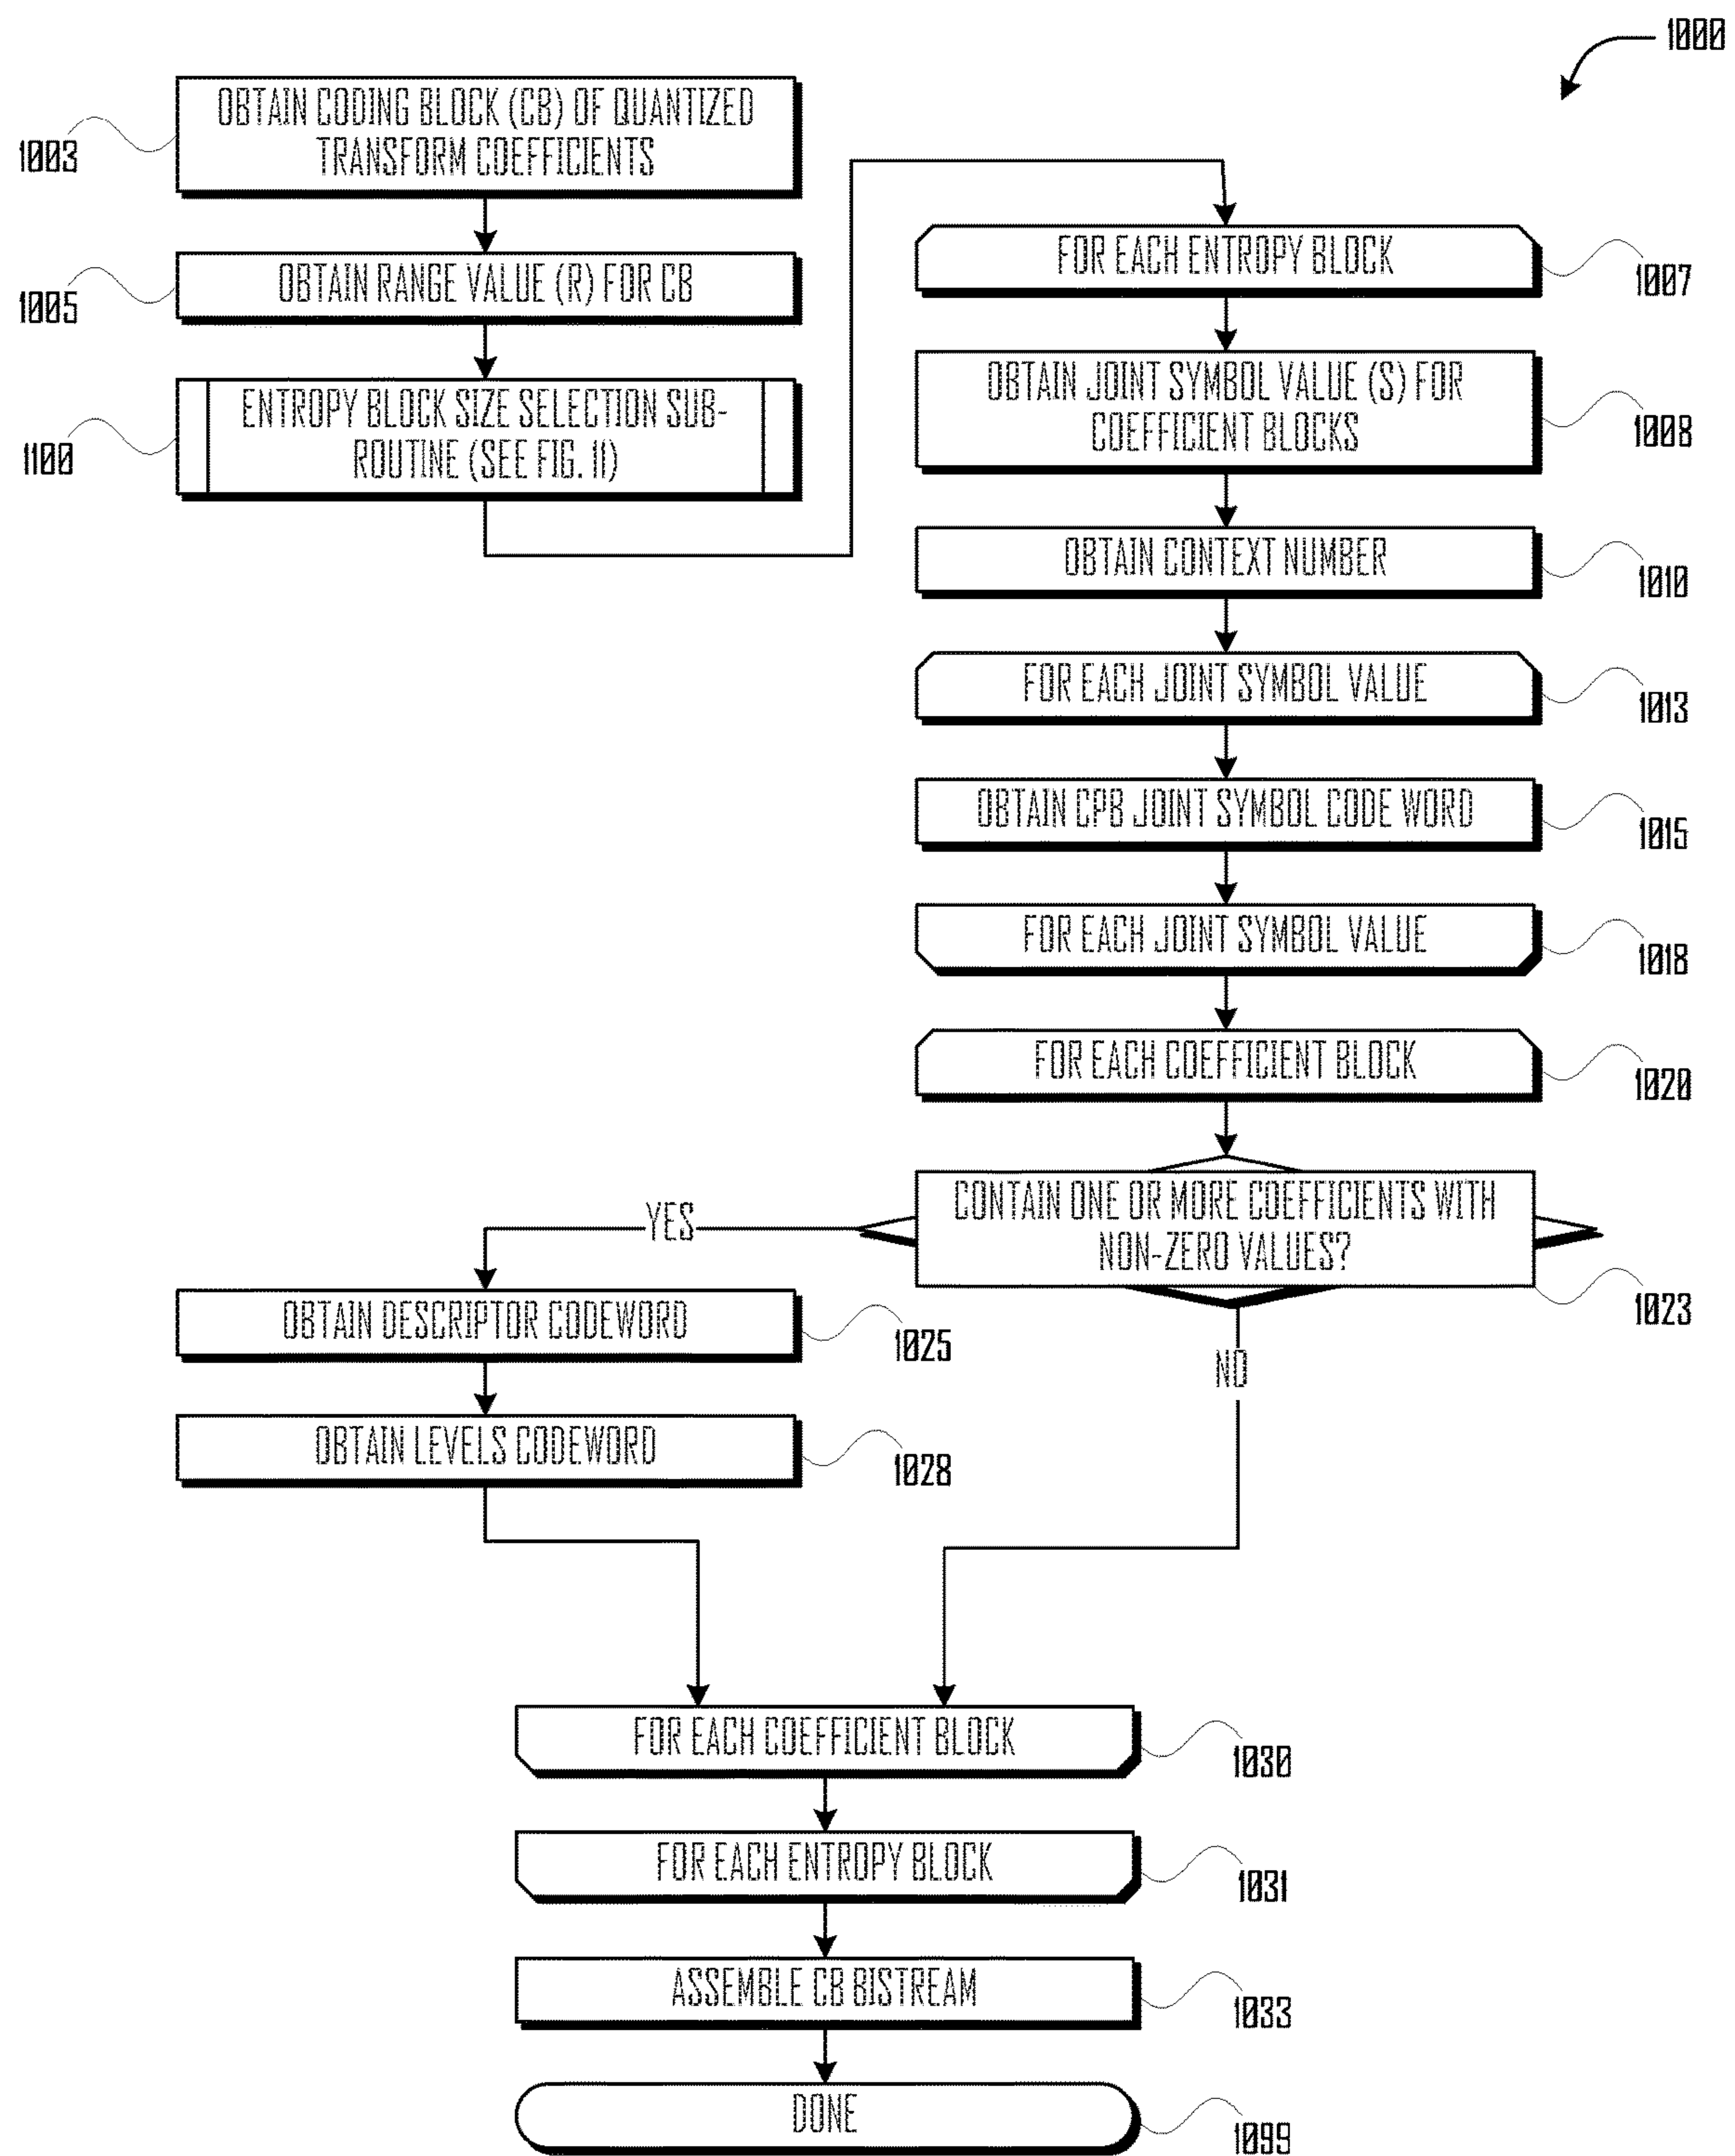 1000
OBTAIN CODING BLOCK (CB) OF QUANTIZED
TRANSFORM COEFFICIENTS
1003
OBTAIN RANGE VALUE (R) FOR CB
1005
ENTROPY BLOCK SIZE SELECTION SUB-
ROUTINE (SEE FIG. 11)
1100
FOR EACH ENTROPY BLOCK
1007
OBTAIN JOINT SYMBOL VALUE (S) FOR
COEFFICIENT BLOCKS
1008
OBTAIN CONTEXT NUMBER
1010
FOR EACH JOINT SYMBOL VALUE
1013
OBTAIN CPB JOINT SYMBOL CODE WORD
1015
FOR EACH JOINT SYMBOL VALUE
1018
FOR EACH COEFFICIENT BLOCK
1020
CONTAIN ONE OR MORE COEFFICIENTS WITH
NON-ZERO VALUES?
1023
YES
NO
OBTAIN DESCRIPTOR CODEWORD
1025
OBTAIN LEVELS CODEWORD
1028
FOR EACH COEFFICIENT BLOCK
1030
FOR EACH ENTROPY BLOCK
1031
ASSEMBLE CB BISTREAM
1033
DONE
1099